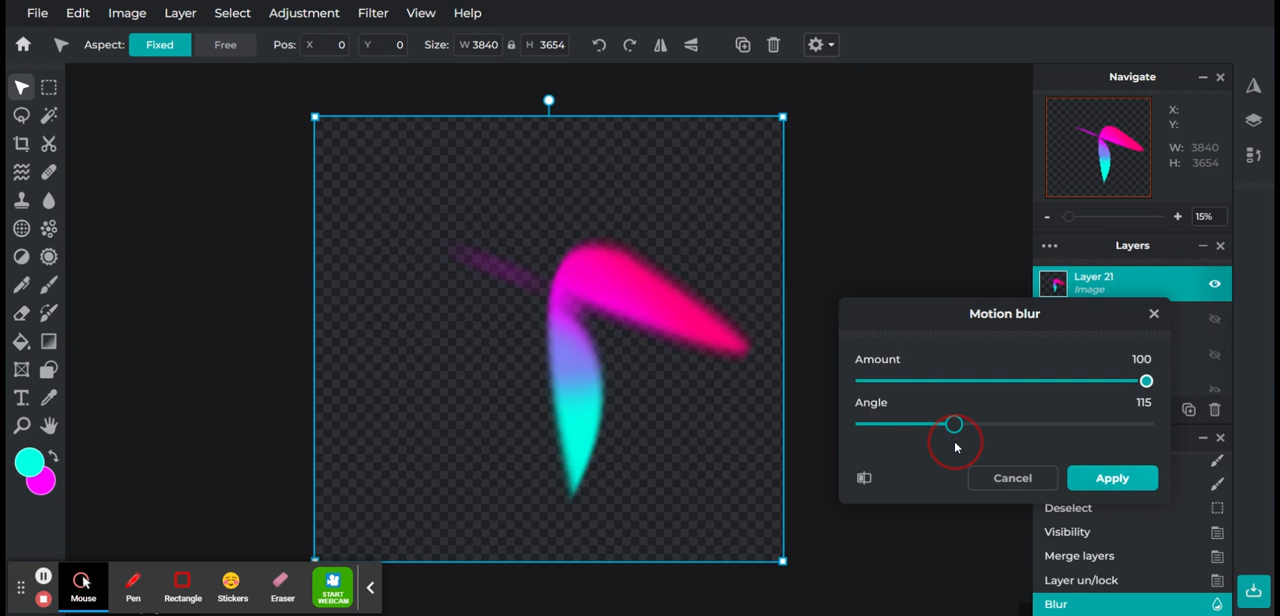 File Edit Image Layer Select Adjustment Filter View Help
Aspect: Fixed Free Pos: X 0 Y 0 Size: W 3840 H 3654
Navigate
X:
Y:
W: 3840
H: 3654
- + 15%
Layers
Layer 21
Image
Motion blur
Amount 100
Angle 115
Cancel Apply
Deselect
Visibility
Merge layers
Layer un/lock
Blur
Mouse Pen Rectangle Stickers Eraser START WEBCAM